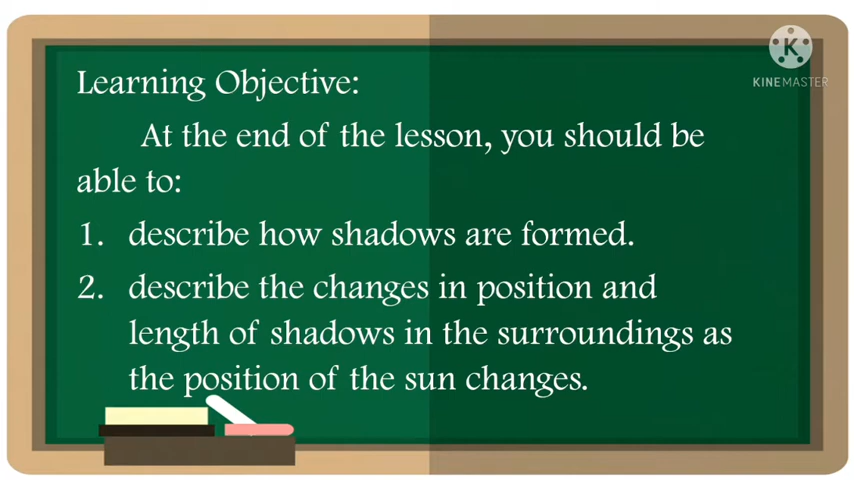 K
KINEMASTER
Learning Objective:
At the end of the lesson, you should be
able to:
1. describe how shadows are formed.
2. describe the changes in position and
length of shadows in the surroundings as
the position of the sun changes.